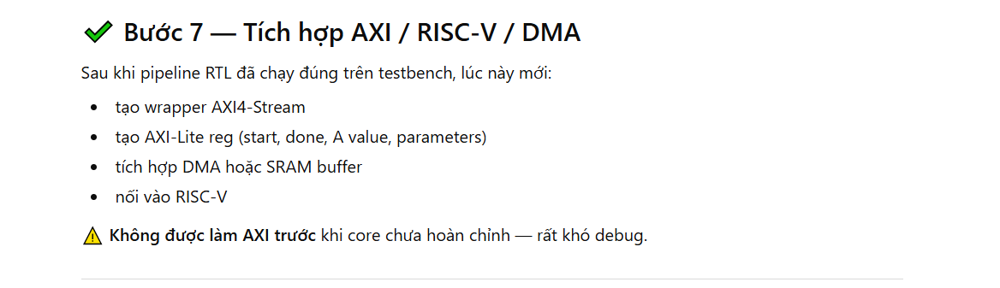 Bước 7 — Tích hợp AXI / RISC-V / DMA
Sau khi pipeline RTL đã chạy đúng trên testbench, lúc này mới:
• tạo wrapper AXI4-Stream
• tạo AXI-Lite reg (start, done, A value, parameters)
• tích hợp DMA hoặc SRAM buffer
• nối vào RISC-V
Không được làm AXI trước khi core chưa hoàn chỉnh — rất khó debug.